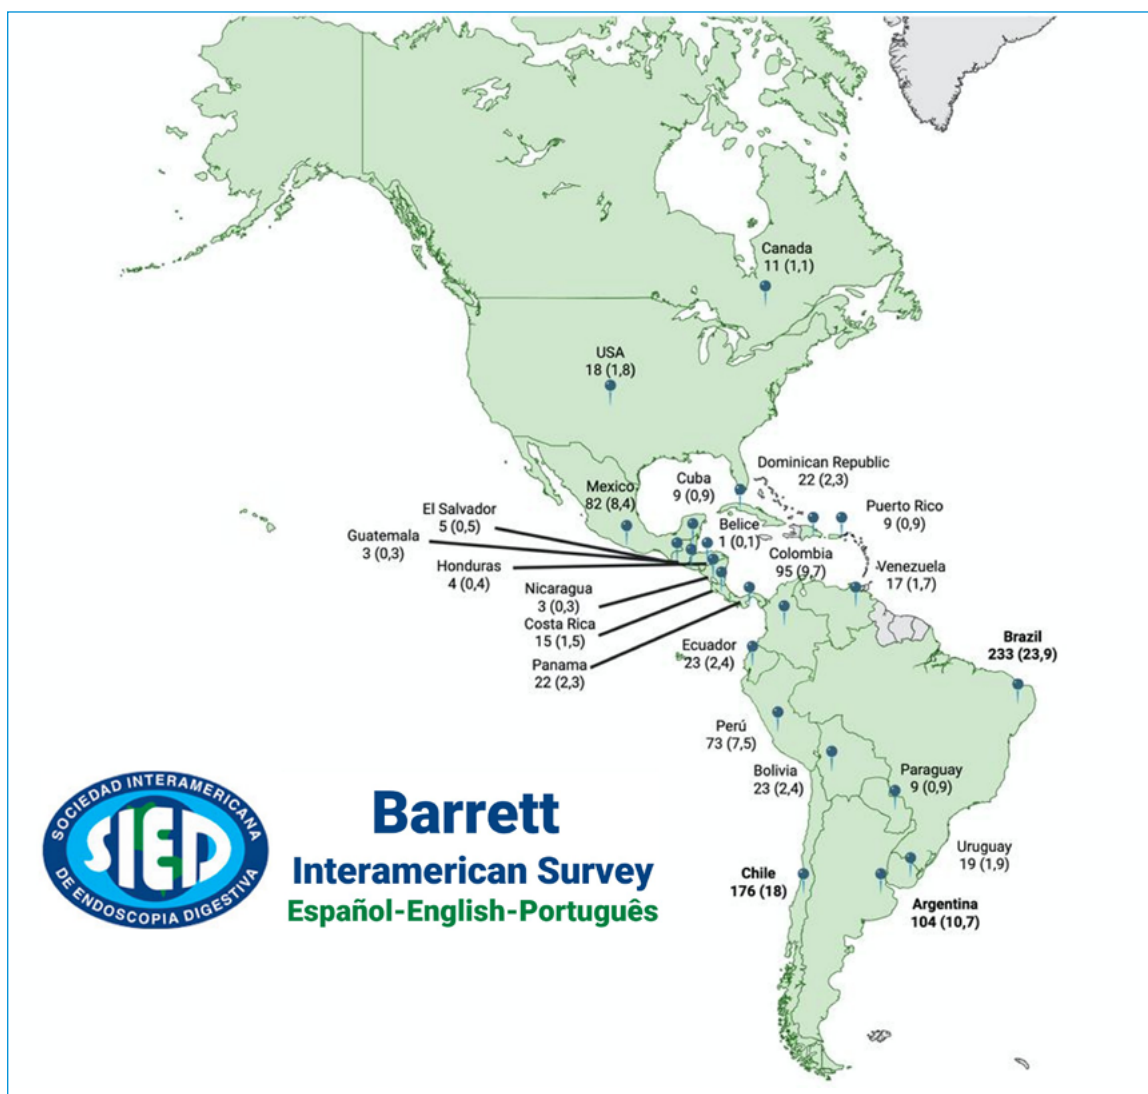 Canada
11 (1,1)
USA
18 (1,8)
Dominican Republic
22 (2,3)
Cuba
9 (0,9)
Mexico
82 (8,4)
Puerto Rico
9 (0,9)
El Salvador
5 (0,5)
Belice
1 (0,1)
Guatemala
3 (0,3)
Colombia
95 (9,7)
Honduras
4 (0,4)
Venezuela
17 (1,7)
Nicaragua
3 (0,3)
Costa Rica
15 (1,5)
Ecuador
23 (2,4)
Brazil
233 (23,9)
Panama
22 (2,3)
Perú
73 (7,5)
Bolivia
23 (2,4)
Paraguay
9 (0,9)
Uruguay
19 (1,9)
Chile
176 (18)
Argentina
104 (10,7)
SOCIEDAD INTERAMERICANA
SIED
DE ENDOSCOPIA DIGESTIVA
Barrett
Interamerican Survey
Español-English-Português